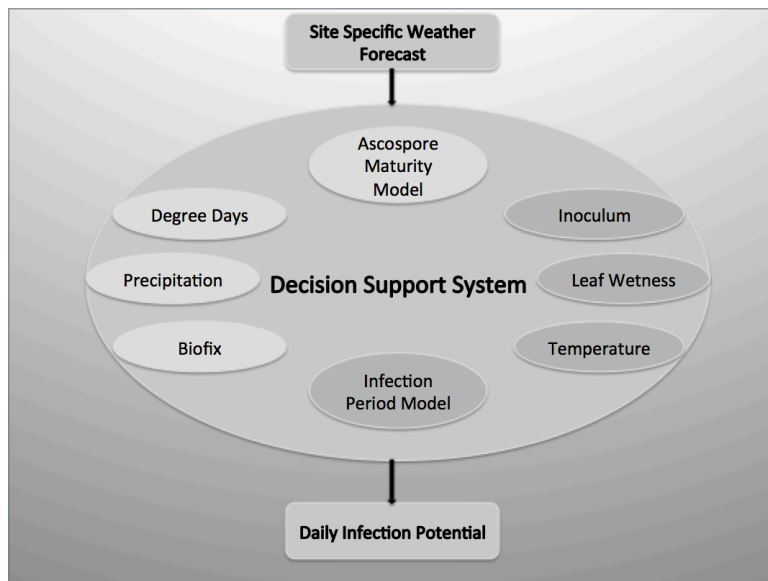 Site Specific Weather
Forecast
Ascospore
Maturity
Model
Degree Days
Inoculum
Precipitation
Decision Support System
Leaf Wetness
Biofix
Temperature
Infection
Period Model
Daily Infection Potential